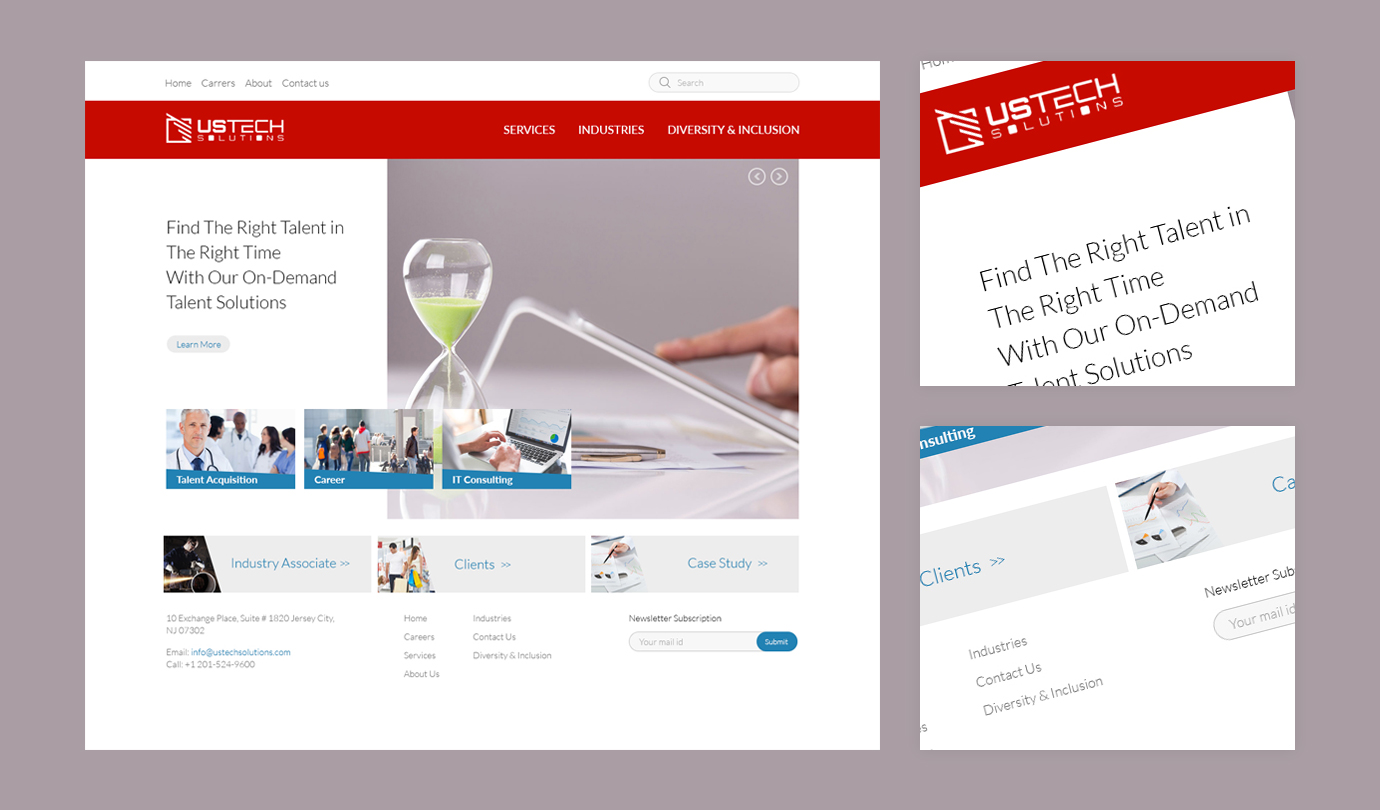 Home Carrers About Contact us
Search
USTECH
SOLUTIONS
SERVICES INDUSTRIES DIVERSITY & INCLUSION
Find The Right Talent in
The Right Time
With Our On-Demand
Talent Solutions
Learn More
Talent Acquisition
Career
IT Consulting
Industry Associate >>
Clients >>
Case Study >>
10 Exchange Place, Suite # 1820 Jersey City,
NJ 07302
Email: info@ustechsolutions.com
Call: +1 201-524-9600
Home
Careers
Services
About Us
Industries
Contact Us
Diversity & Inclusion
Newsletter Subscription
Your mail id
Submit
USTECH
SOLUTIONS
Find The Right Talent in
The Right Time
With Our On-Demand
Talent Solutions
nsulting
Clients >>
Ca
Newsletter Sub
Your mail id
Industries
Contact Us
Diversity & Inclusion